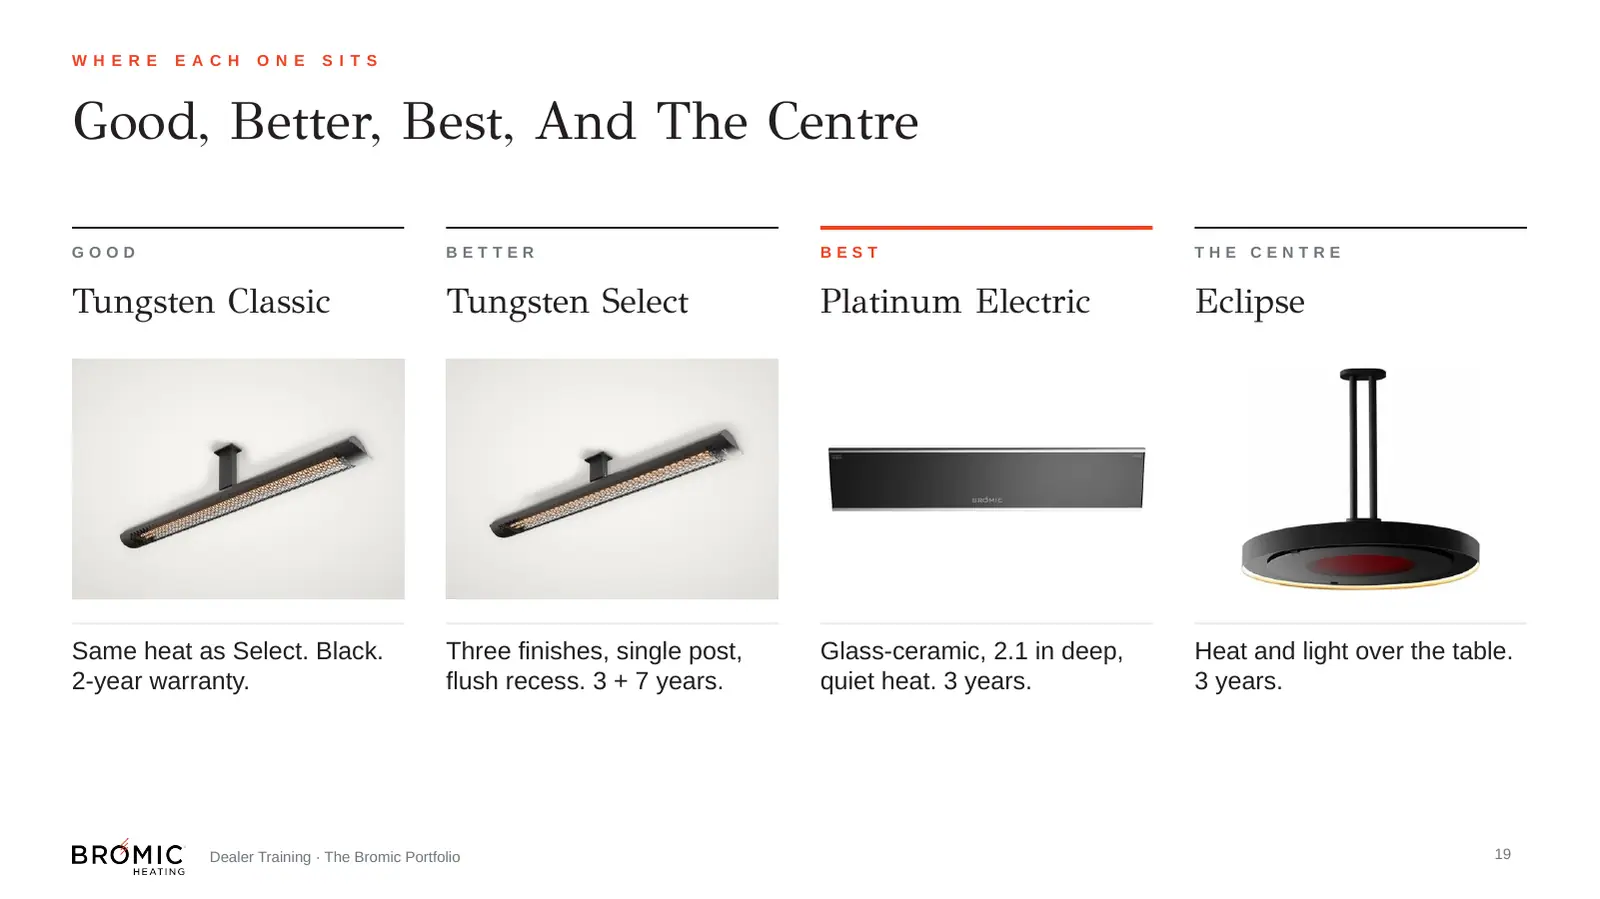 WHERE EACH ONE SITS
Good, Better, Best, And The Centre
GOOD
Tungsten Classic
Same heat as Select. Black.
2-year warranty.
BETTER
Tungsten Select
Three finishes, single post,
flush recess. 3 + 7 years.
BEST
Platinum Electric
BROMIC
Glass-ceramic, 2.1 in deep,
quiet heat. 3 years.
THE CENTRE
Eclipse
Heat and light over the table.
3 years.
BROMIC
HEATING
Dealer Training · The Bromic Portfolio
19